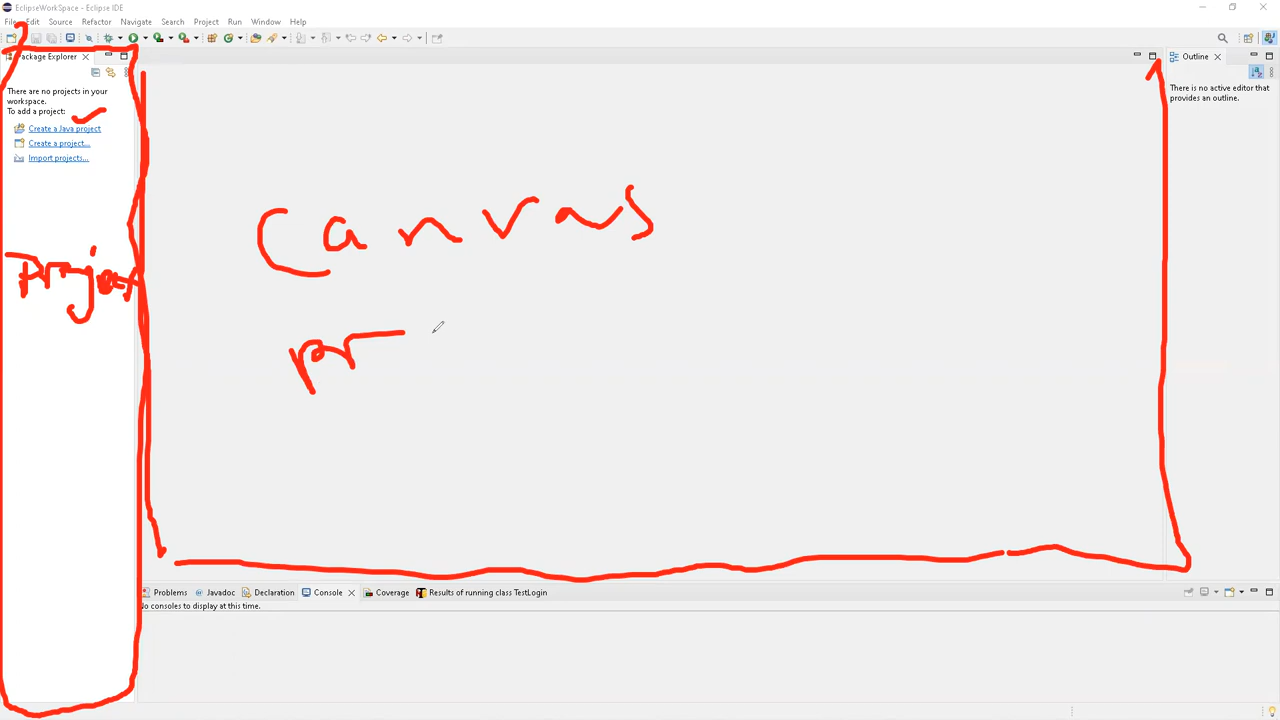 EclipseWorkSpace - Eclipse IDE
File Edit Source Refactor Navigate Search Project Run Window Help
Package Explorer
There are no projects in your
workspace.
To add a project:
Create a Java project
Create a project...
Import projects...
Project
Canvas
pr
Outline
There is no active editor that
provides an outline.
Problems Javadoc Declaration Console Coverage Results of running class TestLogin
No consoles to display at this time.